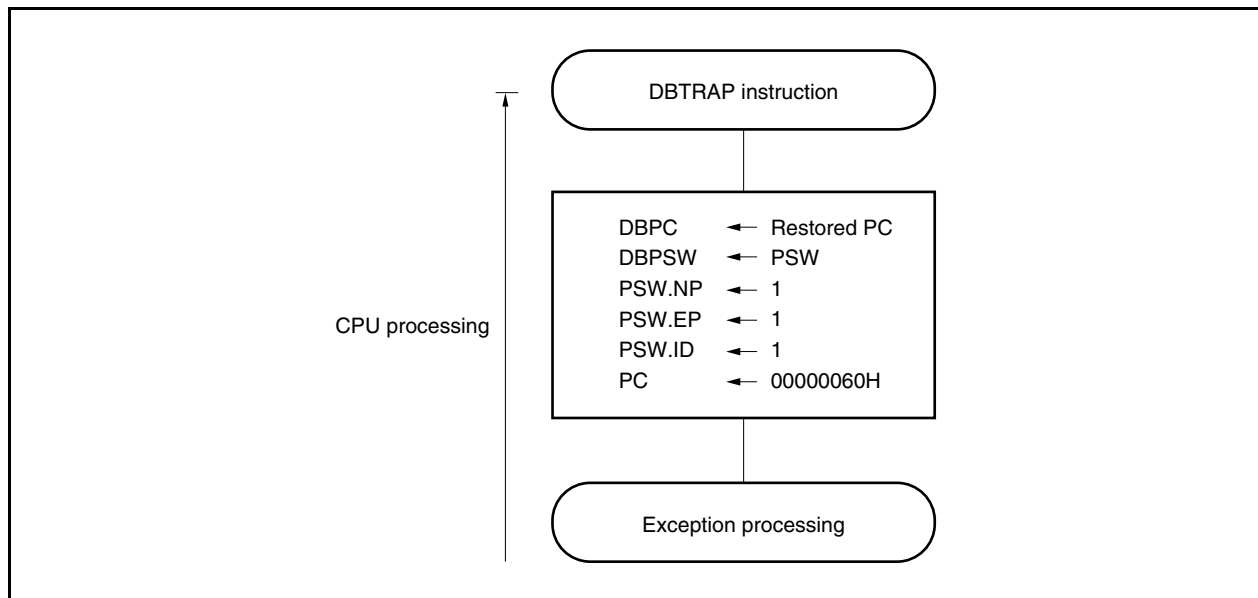 DBTRAP instruction
DBPC ← Restored PC
DBPSW ← PSW
PSW.NP ← 1
PSW.EP ← 1
PSW.ID ← 1
PC ← 00000060H
CPU processing
Exception processing